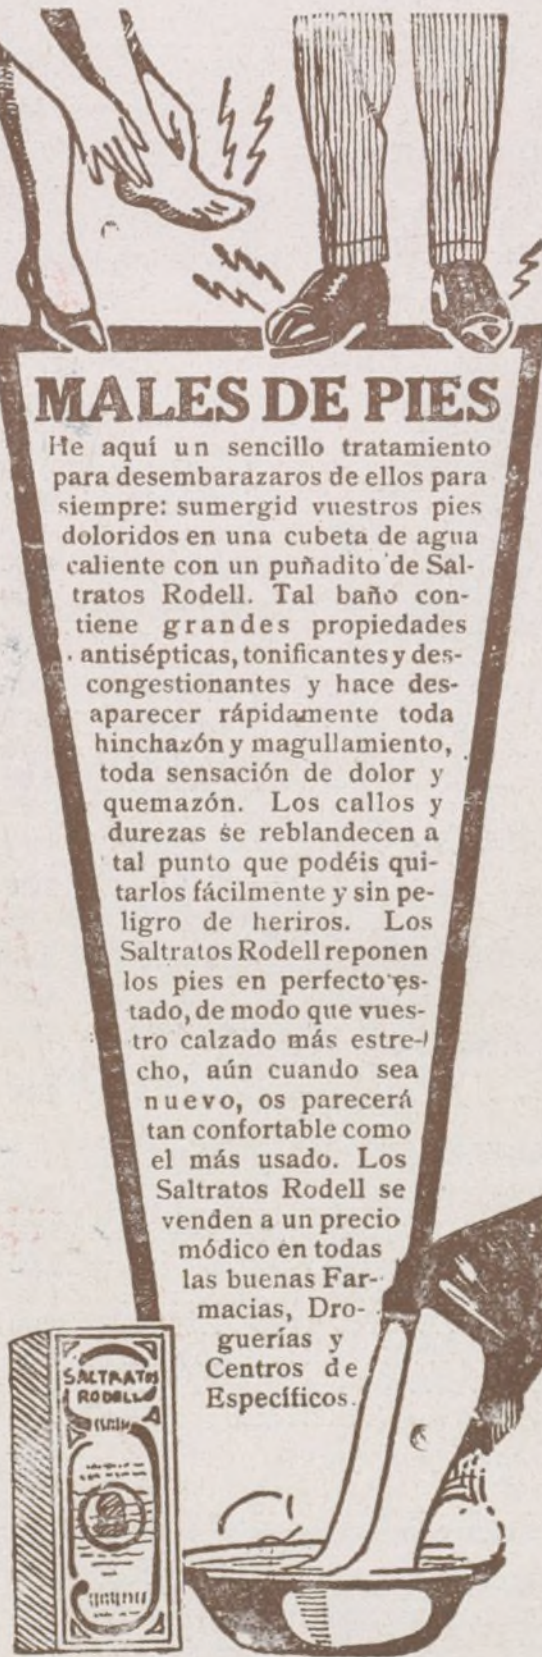 MALES DE PIES
He aquí un sencillo tratamiento
para desembarazaros de ellos para
siempre: sumergid vuestros pies
doloridos en una cubeta de agua
caliente con un puñadito de Sal-
tratos Rodell. Tal baño con-
tiene grandes propiedades
antisépticas, tonificantes y des-
congestionantes y hace des-
aparecer rápidamente toda
hinchazón y magullamiento,
toda sensación de dolor y
quemazón. Los callos y
durezas se reblandecen a
tal punto que podéis qui-
tarlos fácilmente y sin pe-
ligro de heriros. Los
Saltratos Rodell reponen
los pies en perfecto es-
tado, de modo que vues-
tro calzado más estre-
cho, aún cuando sea
nuevo, os parecerá
tan confortable como
el más usado. Los
Saltratos Rodell se
venden a un precio
módico en todas
las buenas Far-
macias, Dro-
guerías y
Centros de
Específicos.
SALTRATOS
RODELL